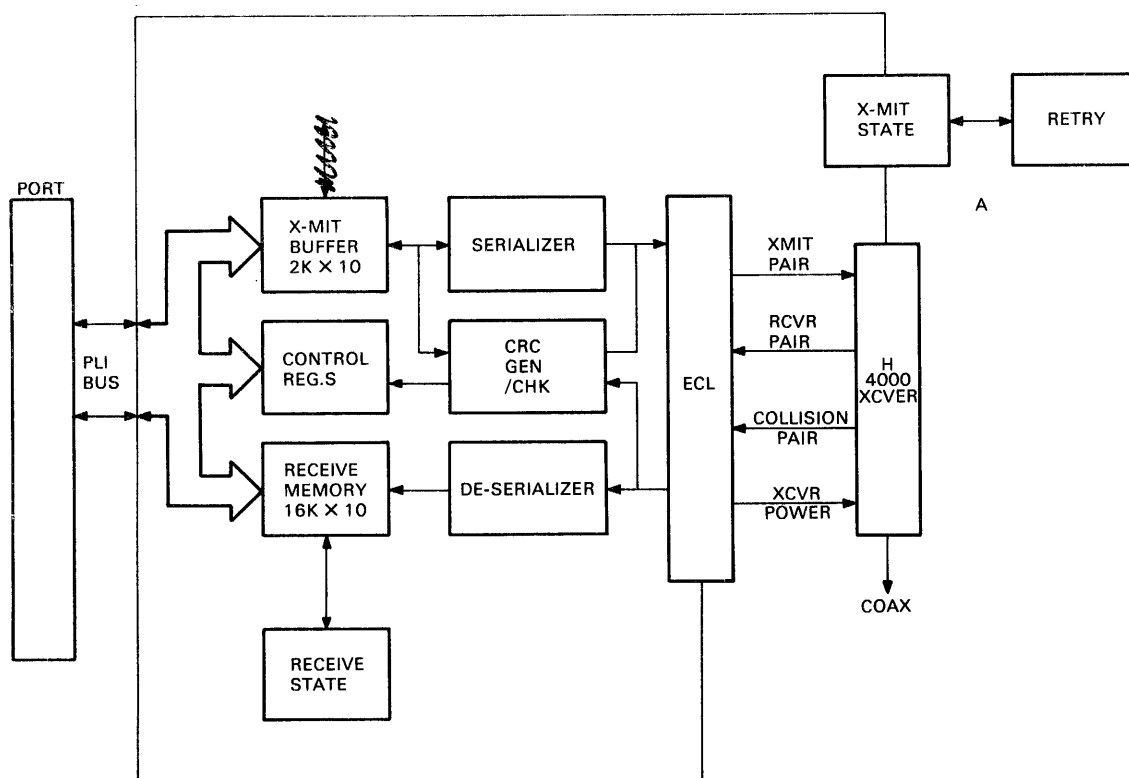 X-MIT
STATE
RETRY
A
PORT
PLI
BUS
X-MIT
BUFFER
2K × 10
SERIALIZER
CONTROL
REG.S
CRC
GEN
/CHK
RECEIVE
MEMORY
16K × 10
DE-SERIALIZER
RECEIVE
STATE
ECL
XMIT
PAIR
RCVR
PAIR
COLLISION
PAIR
XCVR
POWER
H
4000
XCVER
COAX